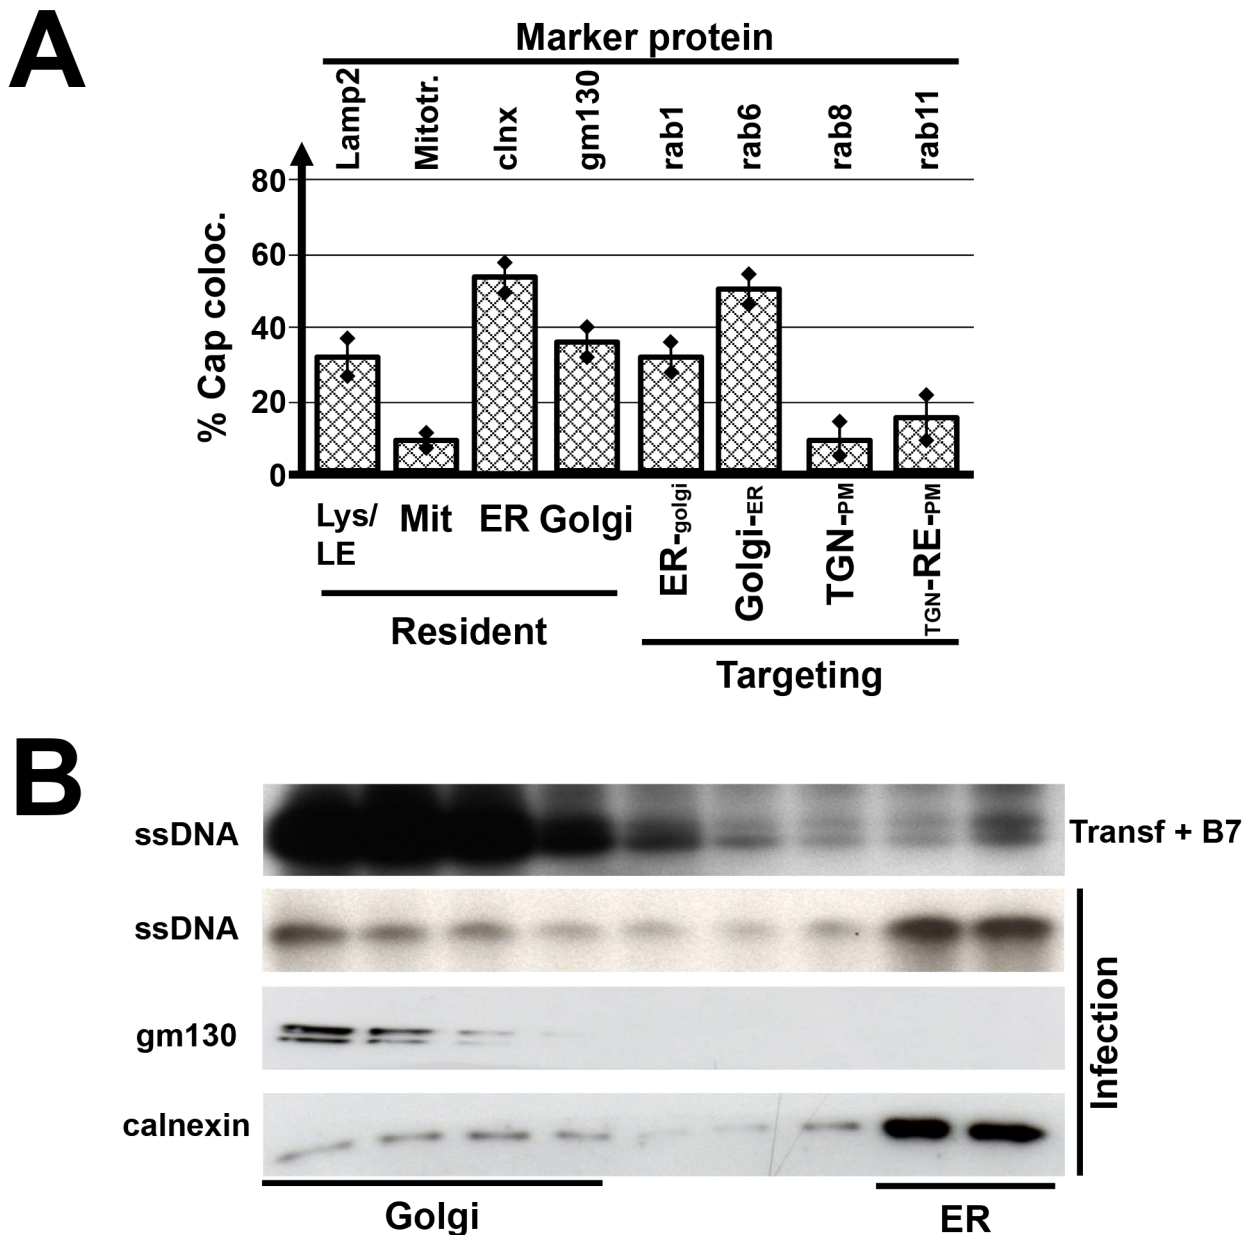 A
Marker protein
Lamp2 Mitotr. clnx gm130 rab1 rab6 rab8 rab11
% Cap coloc.
80
60
40
20
0
Lys/ Mit ER Golgi ER-golgi Golgi-ER TGN-PM TGN-RE-PM
LE
Resident
Targeting
B
ssDNA Transf + B7
ssDNA
gm130
calnexin
Infection
Golgi ER